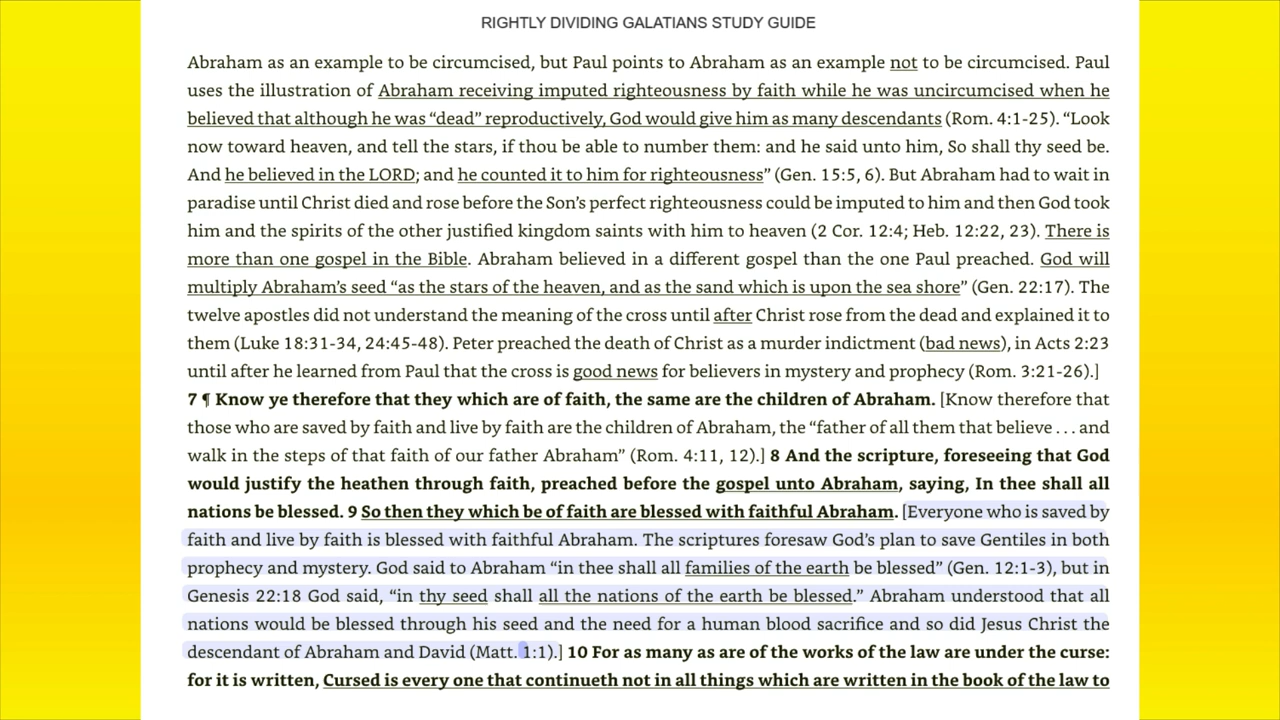 RIGHTLY DIVIDING GALATIANS STUDY GUIDE
Abraham as an example to be circumcised, but Paul points to Abraham as an example not to be circumcised. Paul
uses the illustration of Abraham receiving imputed righteousness by faith while he was uncircumcised when he
believed that although he was “dead” reproductively, God would give him as many descendants (Rom. 4:1-25). “Look
now toward heaven, and tell the stars, if thou be able to number them: and he said unto him, So shall thy seed be.
And he believed in the LORD; and he counted it to him for righteousness” (Gen. 15:5, 6). But Abraham had to wait in
paradise until Christ died and rose before the Son’s perfect righteousness could be imputed to him and then God took
him and the spirits of the other justified kingdom saints with him to heaven (2 Cor. 12:4; Heb. 12:22, 23). There is
more than one gospel in the Bible. Abraham believed in a different gospel than the one Paul preached. God will
multiply Abraham’s seed “as the stars of the heaven, and as the sand which is upon the sea shore” (Gen. 22:17). The
twelve apostles did not understand the meaning of the cross until after Christ rose from the dead and explained it to
them (Luke 18:31-34, 24:45-48). Peter preached the death of Christ as a murder indictment (bad news), in Acts 2:23
until after he learned from Paul that the cross is good news for believers in mystery and prophecy (Rom. 3:21-26).]
7 ¶ Know ye therefore that they which are of faith, the same are the children of Abraham. [Know therefore that
those who are saved by faith and live by faith are the children of Abraham, the “father of all them that believe . . . and
walk in the steps of that faith of our father Abraham” (Rom. 4:11, 12).] 8 And the scripture, foreseeing that God
would justify the heathen through faith, preached before the gospel unto Abraham, saying, In thee shall all
nations be blessed. 9 So then they which be of faith are blessed with faithful Abraham. [Everyone who is saved by
faith and live by faith is blessed with faithful Abraham. The scriptures foresaw God’s plan to save Gentiles in both
prophecy and mystery. God said to Abraham “in thee shall all families of the earth be blessed” (Gen. 12:1-3), but in
Genesis 22:18 God said, “in thy seed shall all the nations of the earth be blessed.” Abraham understood that all
nations would be blessed through his seed and the need for a human blood sacrifice and so did Jesus Christ the
descendant of Abraham and David (Matt. 1:1).] 10 For as many as are of the works of the law are under the curse:
for it is written, Cursed is every one that continueth not in all things which are written in the book of the law to